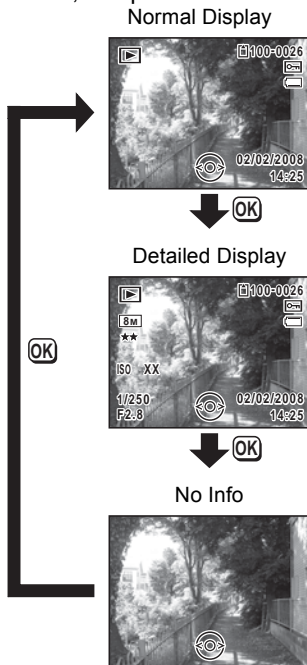 Normal Display
100-0026
02/02/2008
14:25
OK
Detailed Display
100-0026
8M
ISO XX
1/250
F2.8
02/02/2008
14:25
OK
OK
No Info